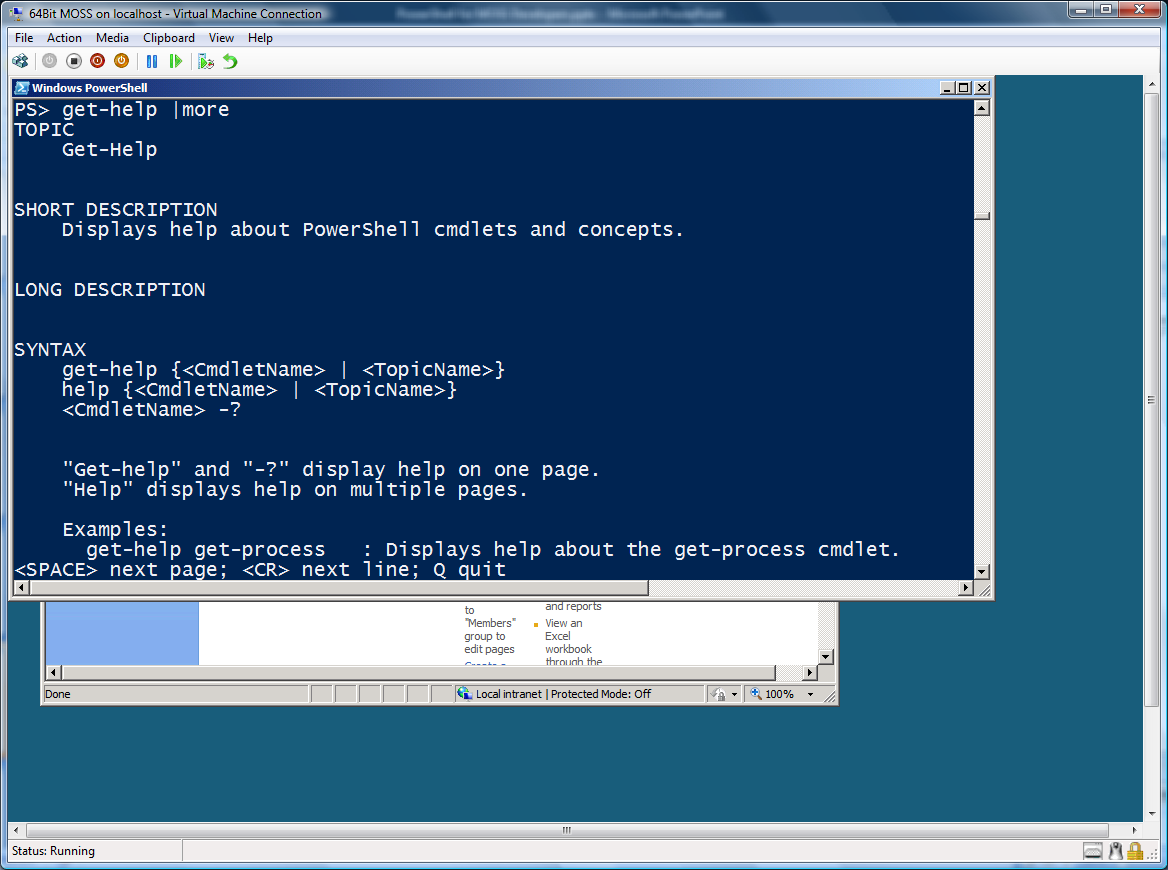 64Bit MOSS on localhost - Virtual Machine Connection
File Action Media Clipboard View Help
Windows PowerShell
PS> get-help |more
TOPIC
Get-Help
SHORT DESCRIPTION
Displays help about PowerShell cmdlets and concepts.
LONG DESCRIPTION
SYNTAX
get-help {<CmdletName> | <TopicName>}
help {<CmdletName> | <TopicName>}
<CmdletName> -?
"Get-help" and "-?" display help on one page.
"Help" displays help on multiple pages.
Examples:
get-help get-process : Displays help about the get-process cmdlet.
<SPACE> next page; <CR> next line; Q quit
to
"Members"
group to
edit pages
and reports
View an
Excel
workbook
through the
Done
Local intranet | Protected Mode: Off
100%
Status: Running